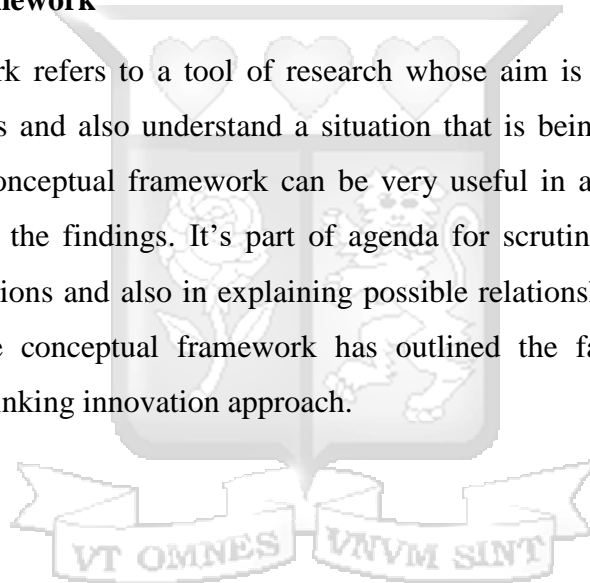 mework
rk refers to a tool of research whose aim is
s and also understand a situation that is bein
onceptual framework can be very useful in a
the findings. It's part of agenda for scrutin
ions and also in explaining possible relationsh
e conceptual framework has outlined the fa
inking innovation approach.
VT OMNES VNVM SINT